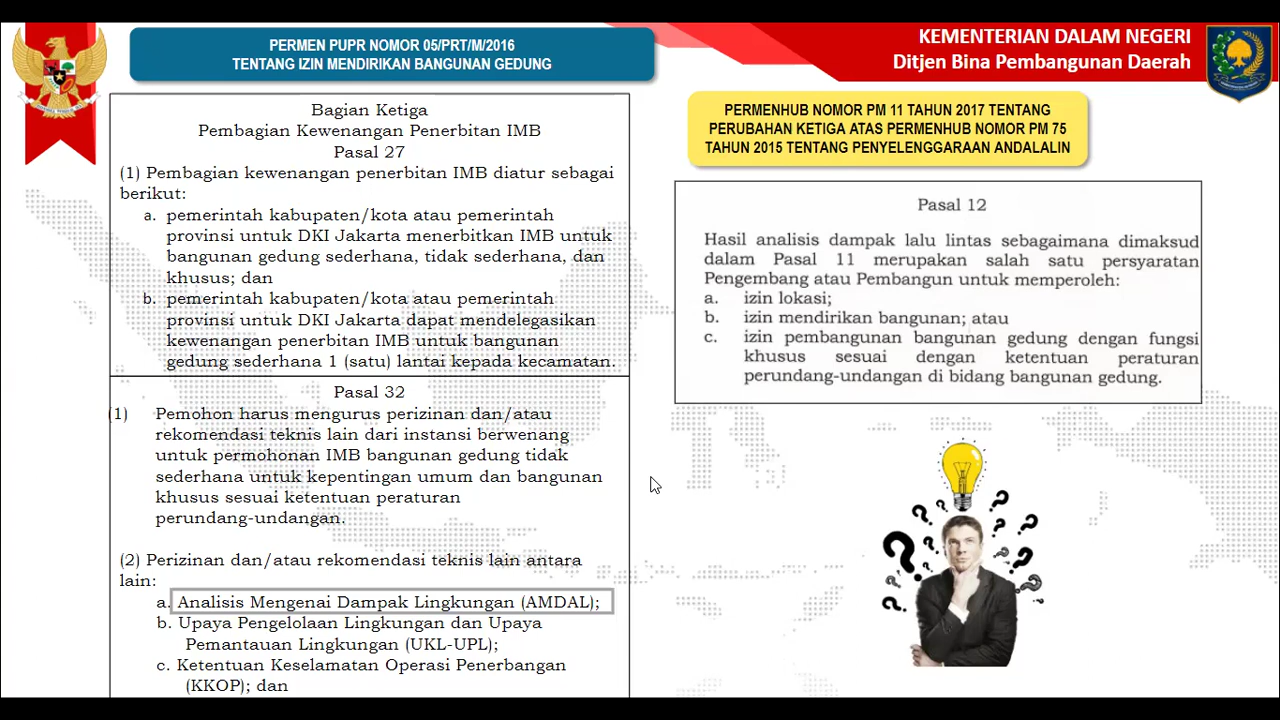 PERMEN PUPR NOMOR 05/PRT/M/2016
TENTANG IZIN MENDIRIKAN BANGUNAN GEDUNG
KEMENTERIAN DALAM NEGERI
Ditjen Bina Pembangunan Daerah
Bagian Ketiga
Pembagian Kewenangan Penerbitan IMB
Pasal 27
(1) Pembagian kewenangan penerbitan IMB diatur sebagai
berikut:
a. pemerintah kabupaten/kota atau pemerintah
provinsi untuk DKI Jakarta menerbitkan IMB untuk
bangunan gedung sederhana, tidak sederhana, dan
khusus; dan
b. pemerintah kabupaten/kota atau pemerintah
provinsi untuk DKI Jakarta dapat mendelegasikan
kewenangan penerbitan IMB untuk bangunan
gedung sederhana 1 (satu) lantai kepada kecamatan.
Pasal 32
(1) Pemohon harus mengurus perizinan dan/atau
rekomendasi teknis lain dari instansi berwenang
untuk permohonan IMB bangunan gedung tidak
sederhana untuk kepentingan umum dan bangunan
khusus sesuai ketentuan peraturan
perundang-undangan.
(2) Perizinan dan/atau rekomendasi teknis lain antara
lain:
a. Analisis Mengenai Dampak Lingkungan (AMDAL);
b. Upaya Pengelolaan Lingkungan dan Upaya
Pemantauan Lingkungan (UKL-UPL);
c. Ketentuan Keselamatan Operasi Penerbangan
(KKOP); dan
PERMENHUB NOMOR PM 11 TAHUN 2017 TENTANG
PERUBAHAN KETIGA ATAS PERMENHUB NOMOR PM 75
TAHUN 2015 TENTANG PENYELENGGARAAN ANDALALIN
Pasal 12
Hasil analisis dampak lalu lintas sebagaimana dimaksud
dalam Pasal 11 merupakan salah satu persyaratan
Pengembang atau Pembangun untuk memperoleh:
a. izin lokasi;
b. izin mendirikan bangunan; atau
c. izin pembangunan bangunan gedung dengan fungsi
khusus sesuai dengan ketentuan peraturan
perundang-undangan di bidang bangunan gedung.